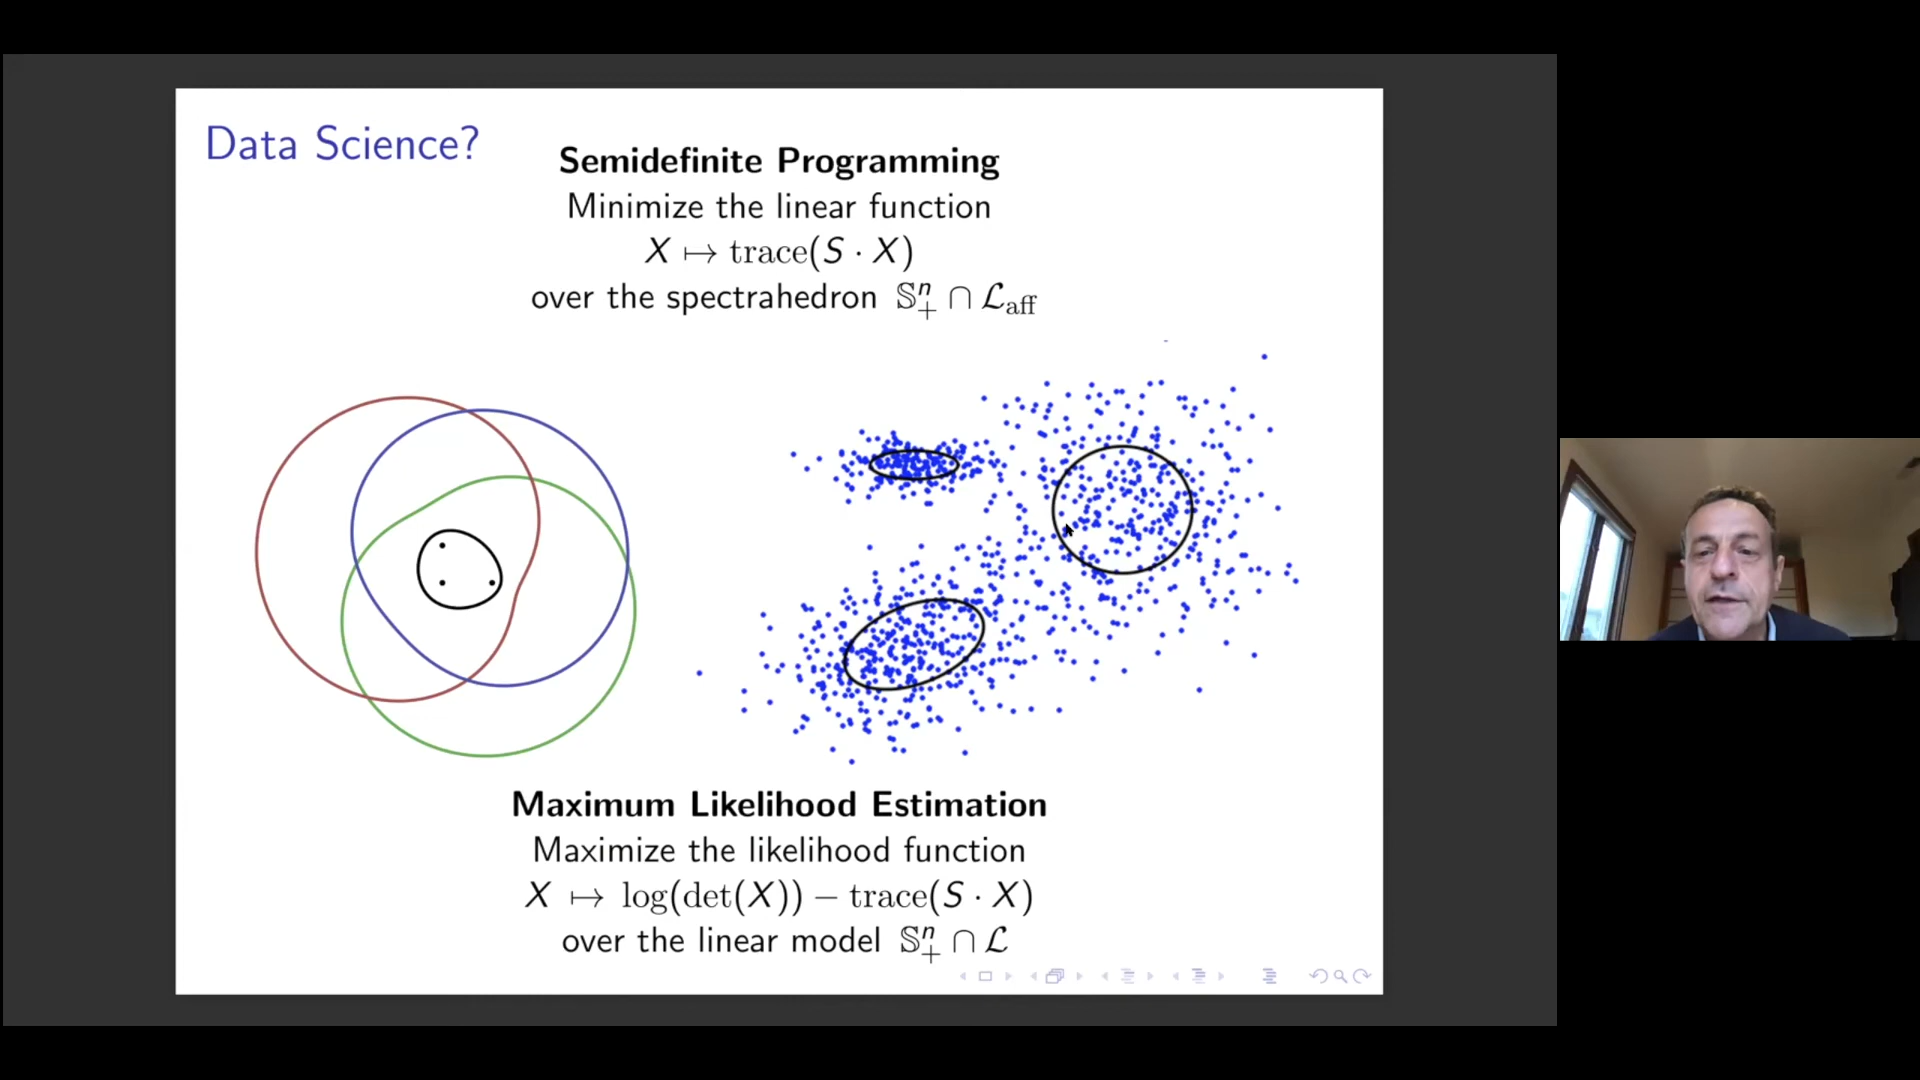 Data Science?
Semidefinite Programming
Minimize the linear function
X ↦ trace(S · X)
over the spectrahedron 𝕊ⁿ₊ ∩ ℒ_aff
Maximum Likelihood Estimation
Maximize the likelihood function
X ↦ log(det(X)) − trace(S · X)
over the linear model 𝕊ⁿ₊ ∩ ℒ